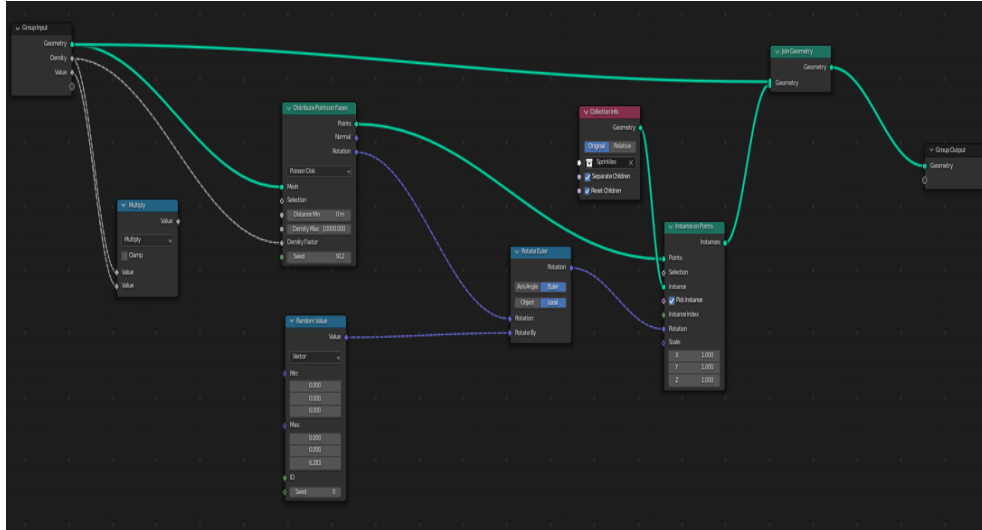 Group Input
Geometry
Density
Value
Multiply
Value
Multiply
Clamp
Value
Value
Distribute Points on Faces
Points
Normal
Rotation
Poisson Disk
Mesh
Selection
Distance Min 0 m
Density Max 10000.000
Density Factor
Seed 912
Random Value
Value
Vector
Min:
0.000
0.000
0.000
Max:
0.000
0.000
6.283
ID
Seed 0
Rotate Euler
Rotation
Axis Angle Euler
Object Local
Rotation
Rotate By
Collection Info
Geometry
Original Relative
Sprinkles X
Separate Children
Reset Children
Instance on Points
Instances
Points
Selection
Instance
Pick Instance
Instance Index
Rotation
Scale:
X 1.000
Y 1.000
Z 1.000
Join Geometry
Geometry
Geometry
Group Output
Geometry